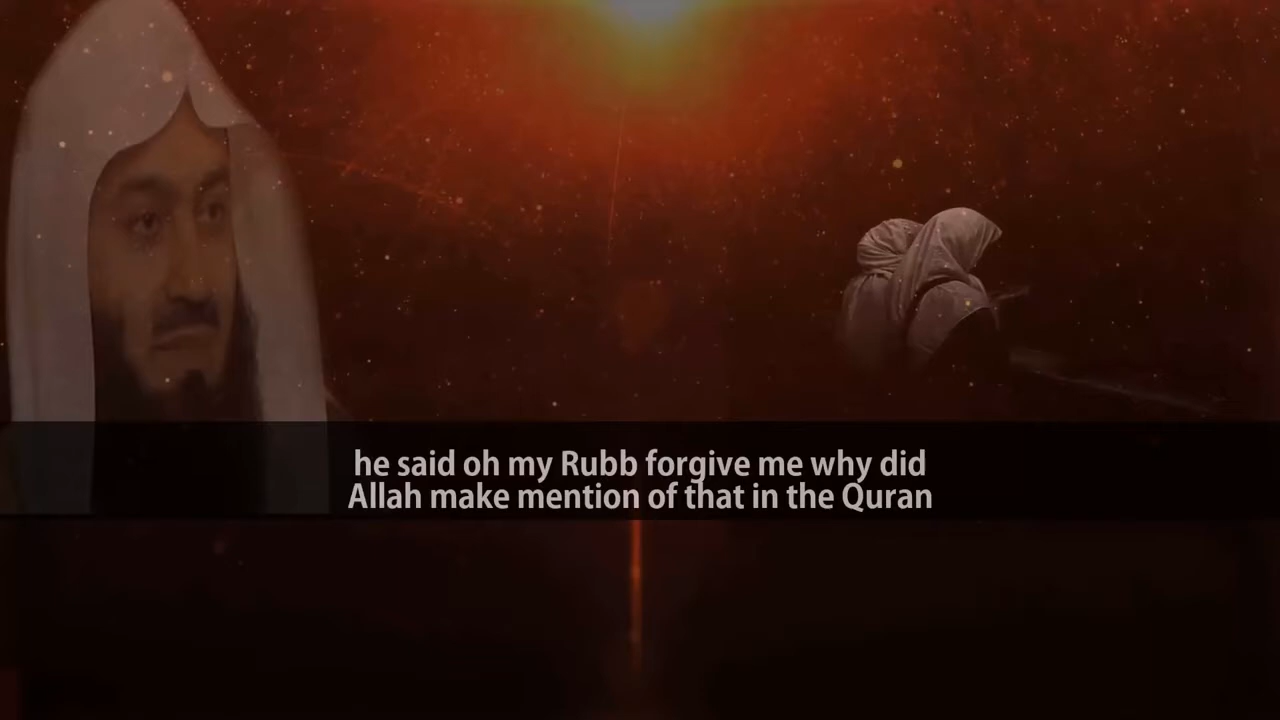 he said oh my Rubb forgive me why did
Allah make mention of that in the Quran